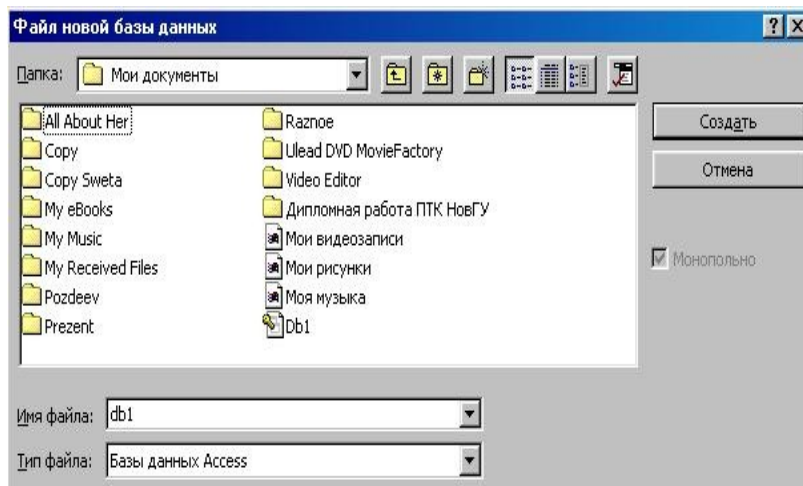 Файл новой базы данных
Папка: Мои документы
All About Her
Copy
Copy Sweta
My eBooks
My Music
My Received Files
Pozdeev
Prezent
Raznoe
Ulead DVD MovieFactory
Video Editor
Дипломная работа ПТК НовГУ
Мои видеозаписи
Мои рисунки
Моя музыка
Db1
Создать
Отмена
Монопольно
Имя файла: db1
Тип файла: Базы данных Access